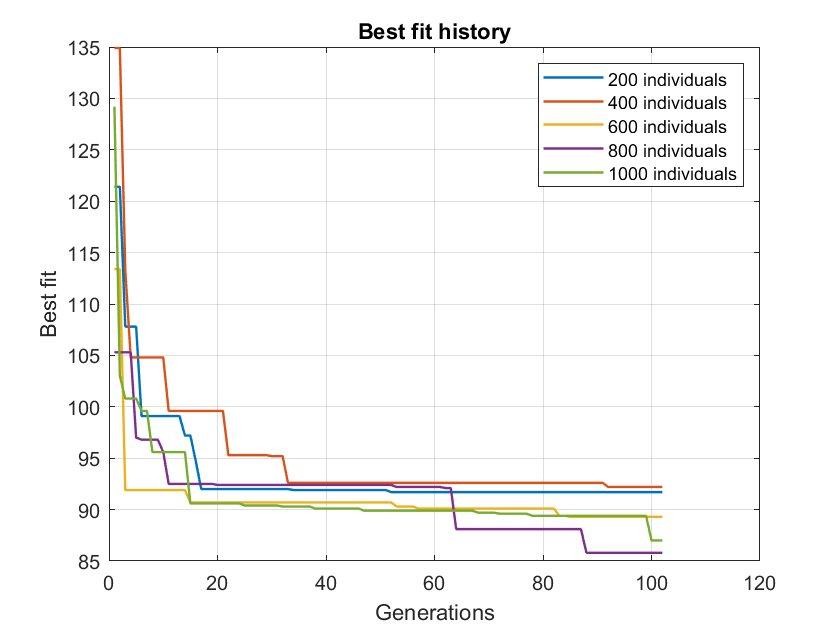 Best fit history
135
130
125
120
115
110
105
100
95
90
85
Best fit
200 individuals
400 individuals
600 individuals
800 individuals
1000 individuals
0 20 40 60 80 100 120
Generations